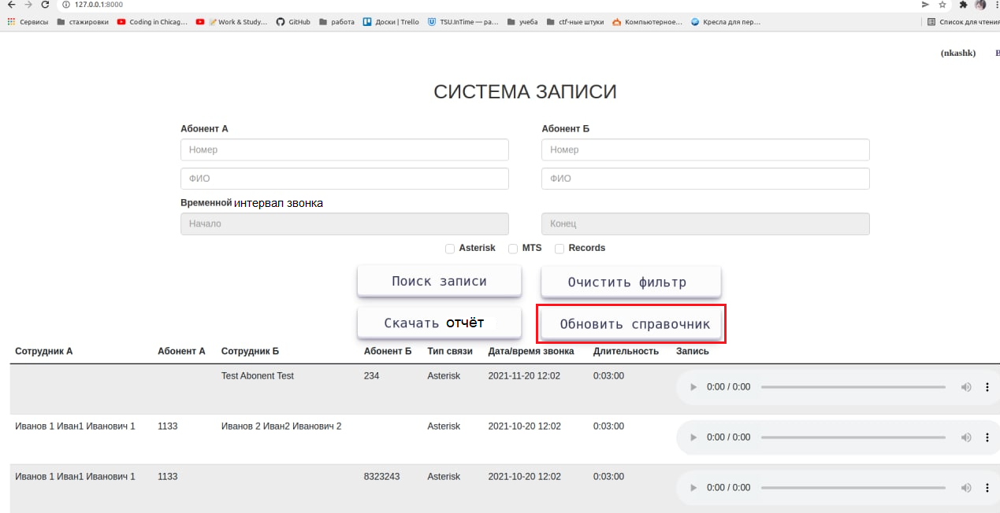 127.0.0.1:8000
Сервисы стажировки Coding in Chicag... Work & Study... GitHub работа Доски | Trello TSU.InTime — ра... учеба ctf-ные штуки Компьютерное... Кресла для пер... Список для чтения
(nkashk)
СИСТЕМА ЗАПИСИ
Абонент А Абонент Б
Номер Номер
ФИО ФИО
Временной интервал звонка
Начало Конец
Asterisk MTS Records
Поиск записи Очистить фильтр
Скачать отчёт Обновить справочник
Сотрудник А Абонент А Сотрудник Б Абонент Б Тип связи Дата/время звонка Длительность Запись
Test Abonent Test 234 Asterisk 2021-11-20 12:02 0:03:00 0:00 / 0:00
Иванов 1 Иван1 Иванович 1 1133 Иванов 2 Иван2 Иванович 2 Asterisk 2021-10-20 12:02 0:03:00 0:00 / 0:00
Иванов 1 Иван1 Иванович 1 1133 8323243 Asterisk 2021-10-20 12:02 0:03:00 0:00 / 0:00